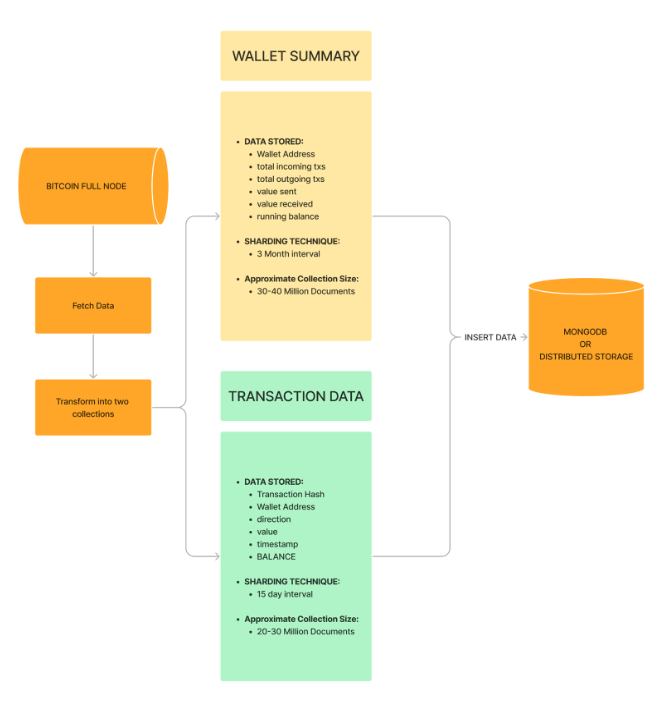 BITCOIN FULL NODE
Fetch Data
Transform into two
collections
WALLET SUMMARY
• DATA STORED:
• Wallet Address
• total incoming txs
• total outgoing txs
• value sent
• value received
• running balance
• SHARDING TECHNIQUE:
• 3 Month interval
• Approximate Collection Size:
• 30-40 Million Documents
TRANSACTION DATA
• DATA STORED:
• Transaction Hash
• Wallet Address
• direction
• value
• timestamp
• BALANCE
• SHARDING TECHNIQUE:
• 15 day interval
• Approximate Collection Size:
• 20-30 Million Documents
INSERT DATA
MONGODB
OR
DISTRIBUTED STORAGE